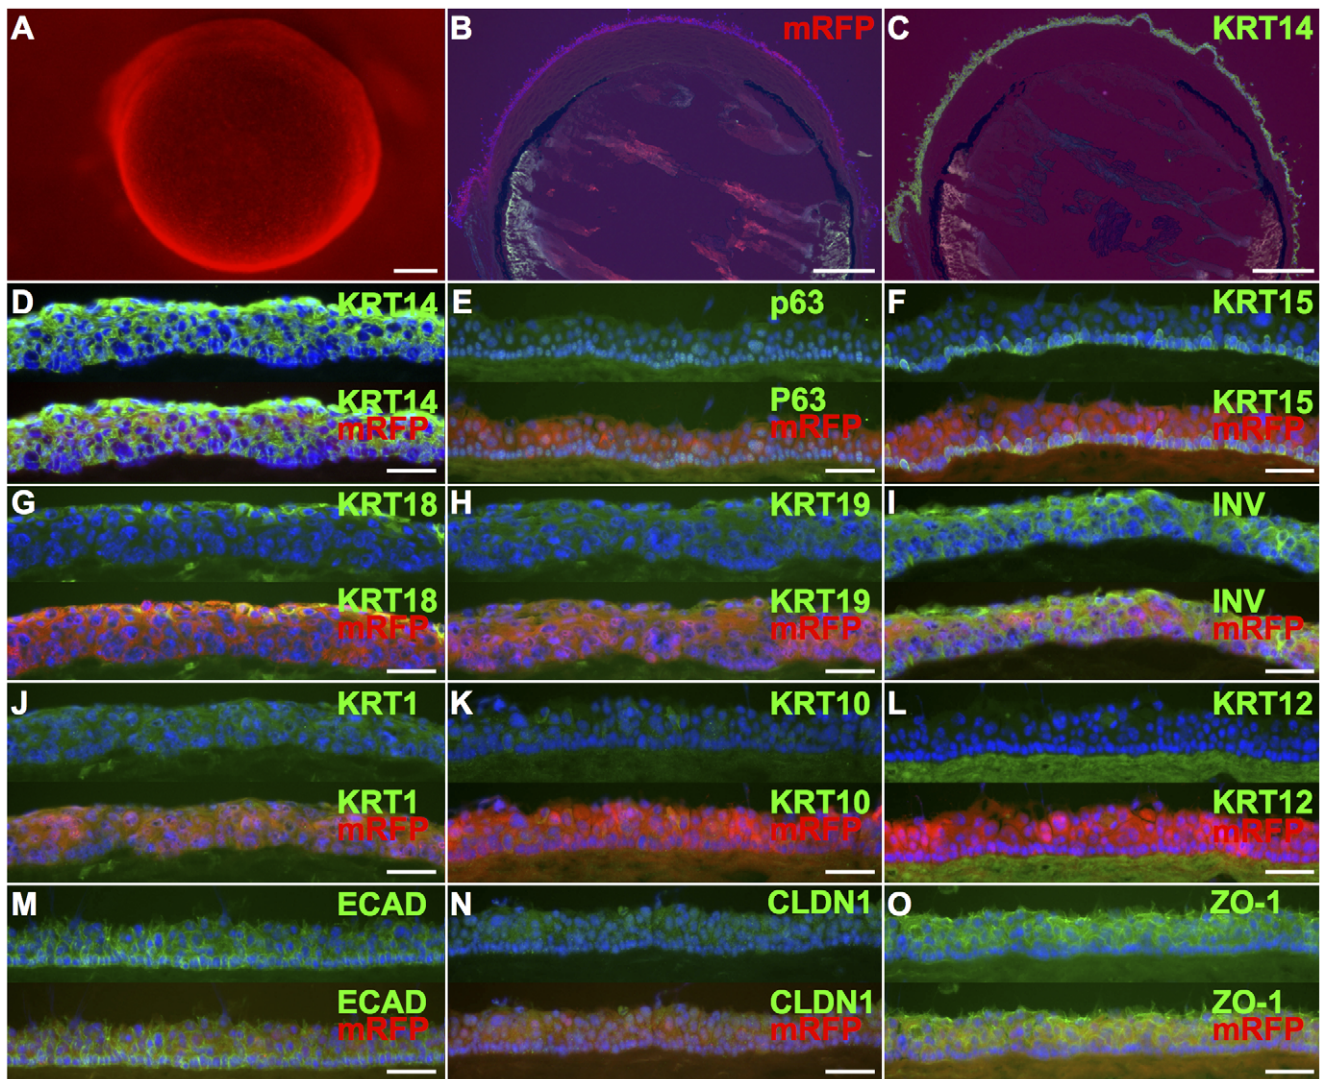 A
B
mRFP
C
KRT14
D
KRT14
KRT14
mRFP
E
p63
P63
mRFP
F
KRT15
KRT15
mRFP
G
KRT18
KRT18
mRFP
H
KRT19
KRT19
mRFP
I
INV
INV
mRFP
J
KRT1
KRT1
mRFP
K
KRT10
KRT10
mRFP
L
KRT12
KRT12
mRFP
M
ECAD
ECAD
mRFP
N
CLDN1
CLDN1
mRFP
O
ZO-1
ZO-1
mRFP